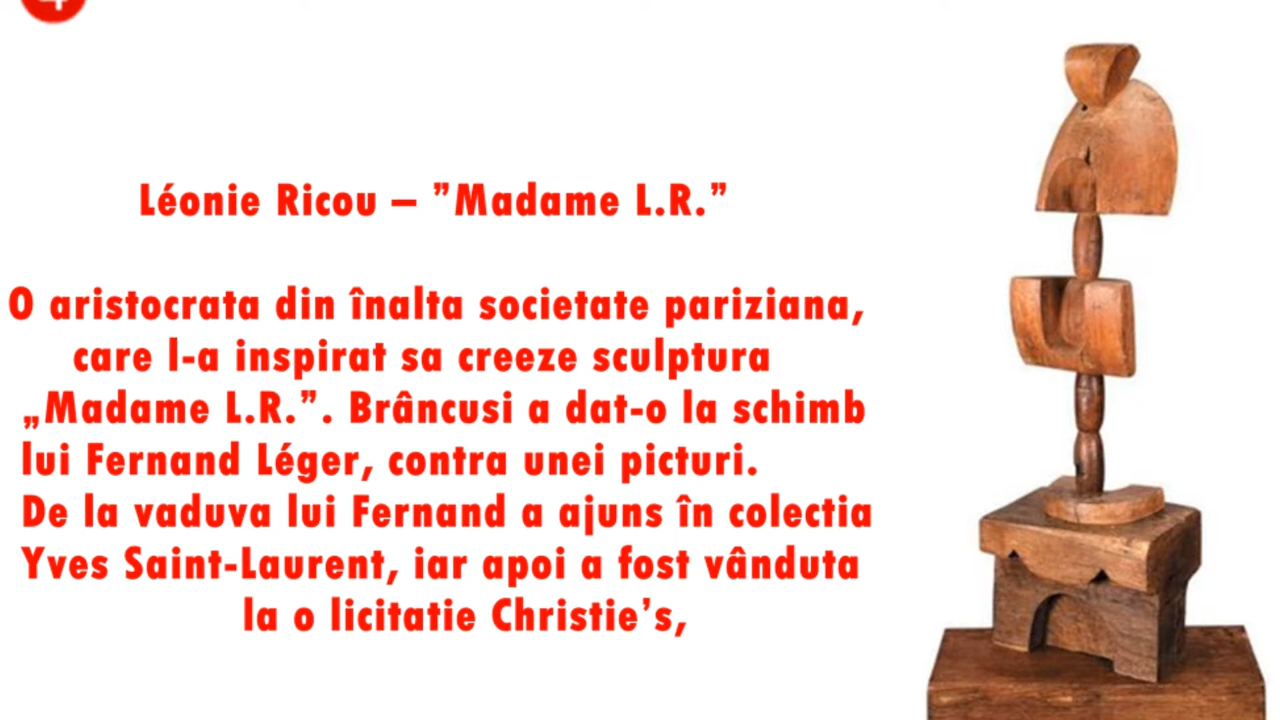 4
Léonie Ricou – ”Madame L.R.”
O aristocrata din înalta societate pariziana,
care l-a inspirat sa creeze sculptura
„Madame L.R.”. Brâncusi a dat-o la schimb
lui Fernand Léger, contra unei picturi.
De la vaduva lui Fernand a ajuns în colectia
Yves Saint-Laurent, iar apoi a fost vânduta
la o licitatie Christie’s,